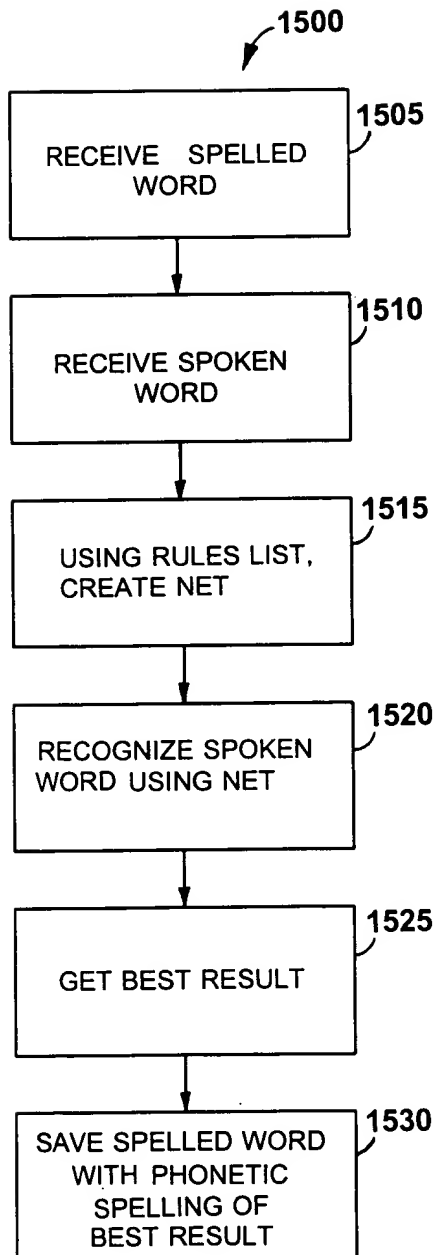 1500
1505
RECEIVE SPELLED
WORD
1510
RECEIVE SPOKEN
WORD
1515
USING RULES LIST,
CREATE NET
1520
RECOGNIZE SPOKEN
WORD USING NET
1525
GET BEST RESULT
1530
SAVE SPELLED WORD
WITH PHONETIC
SPELLING OF
BEST RESULT